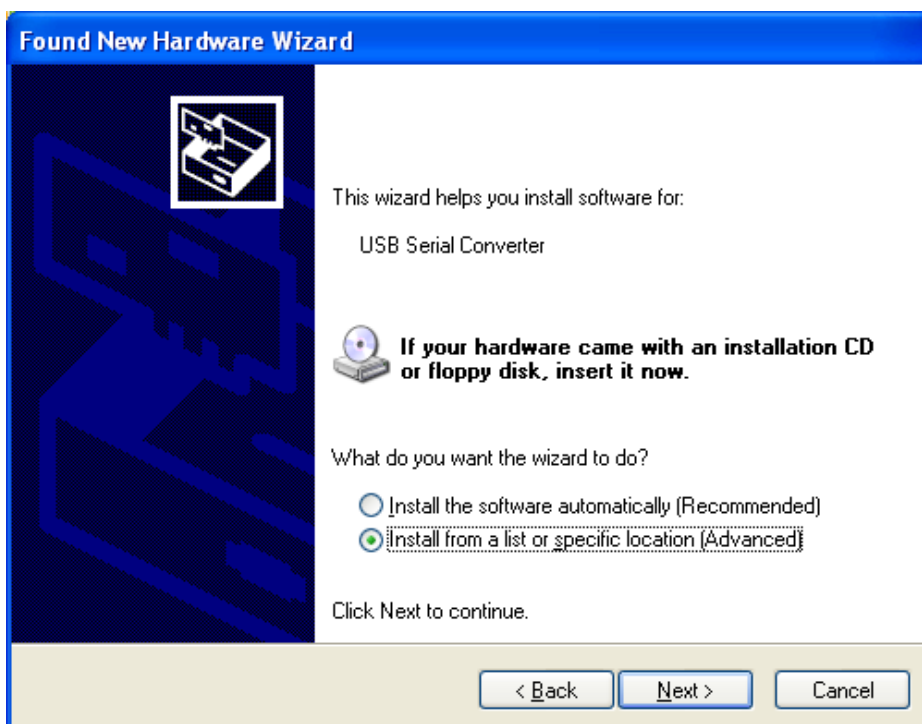 Found New Hardware Wizard
This wizard helps you install software for:
USB Serial Converter
If your hardware came with an installation CD
or floppy disk, insert it now.
What do you want the wizard to do?
Install the software automatically (Recommended)
Install from a list or specific location (Advanced)
Click Next to continue.
< Back
Next >
Cancel